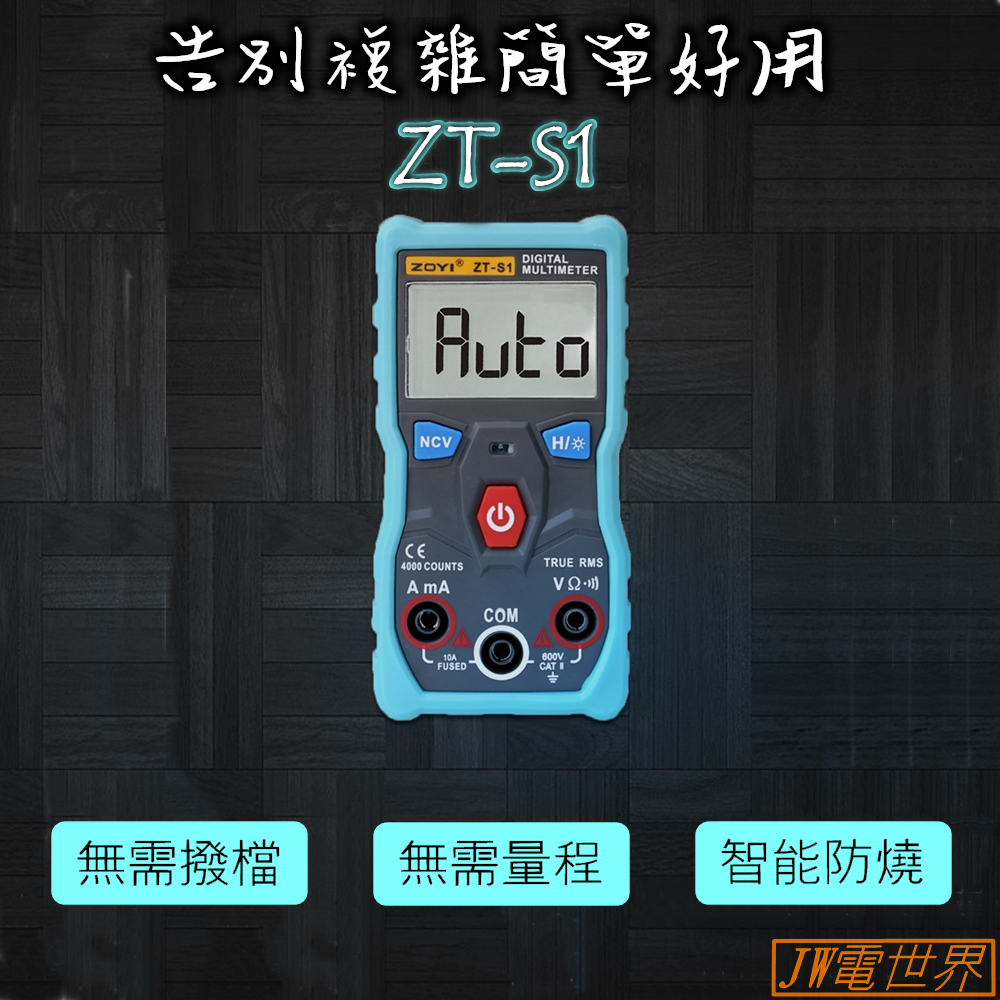 告別複雜簡單好用
ZT-S1
ZOYI® ZT-S1
DIGITAL
MULTIMETER
Auto
NCV
H/
CE
4000 COUNTS
TRUE RMS
A mA
VΩ
COM
10A
FUSED
600V
CAT II
無需撥檔
無需量程
智能防燒
JW電世界